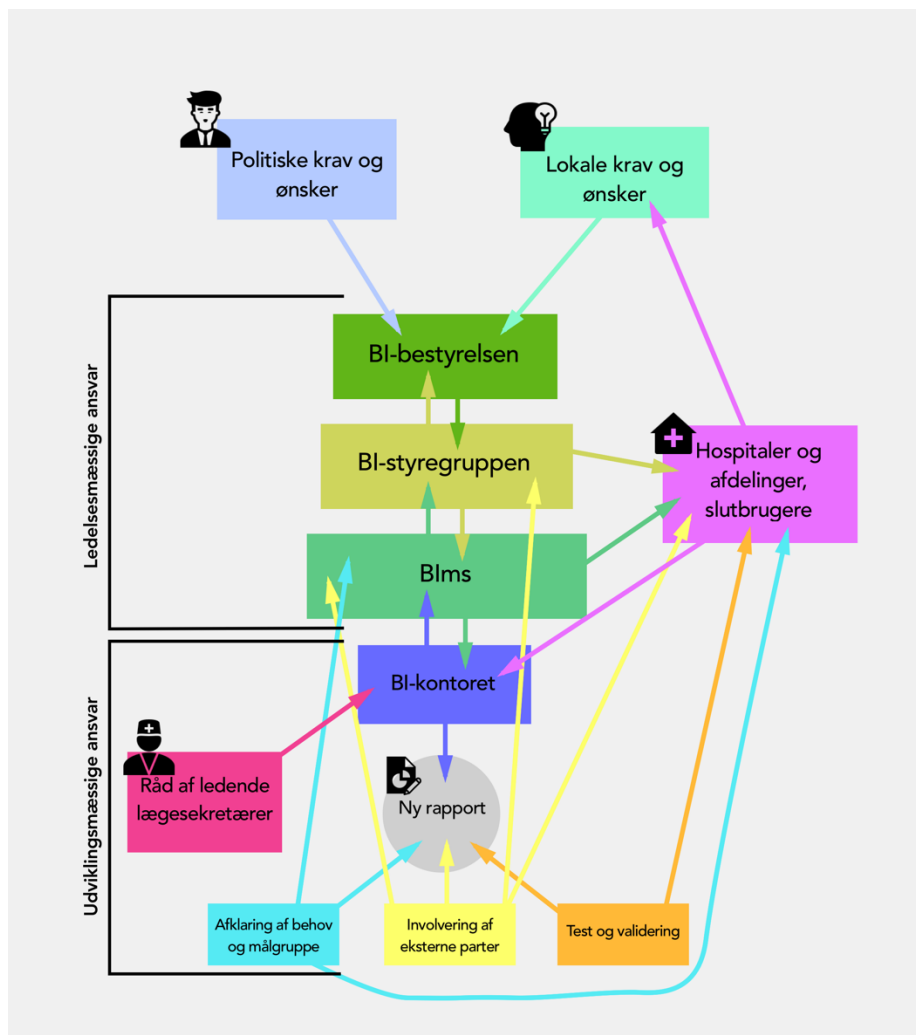 Politiske krav og
ønsker
Lokale krav og
ønsker
Ledelsesmæssige ansvar
BI-bestyrelsen
BI-styregruppen
Hospitaler og
afdelinger,
slutbrugere
BIms
Udviklingsmæssige ansvar
BI-kontoret
Råd af ledende
lægesekretærer
Ny rapport
Afklaring af behov
og målgruppe
Involvering af
eksterne parter
Test og validering